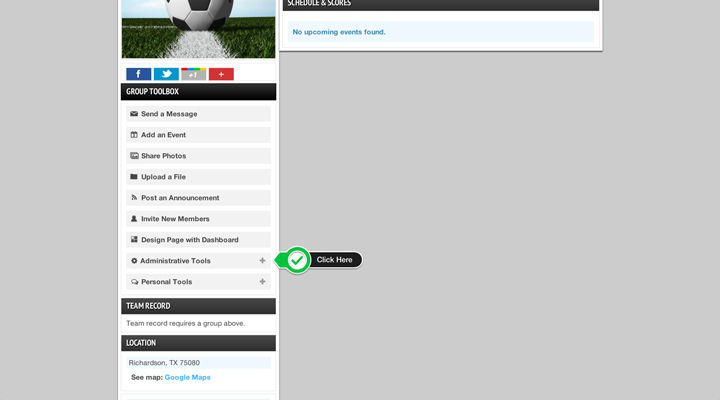 SCHEDULE & SCORES
No upcoming events found.
f
+1
+
GROUP TOOLBOX
Send a Message
Add an Event
Share Photos
Upload a File
Post an Announcement
Invite New Members
Design Page with Dashboard
Administrative Tools +
Click Here
Personal Tools +
TEAM RECORD
Team record requires a group above.
LOCATION
Richardson, TX 75080
See map: Google Maps